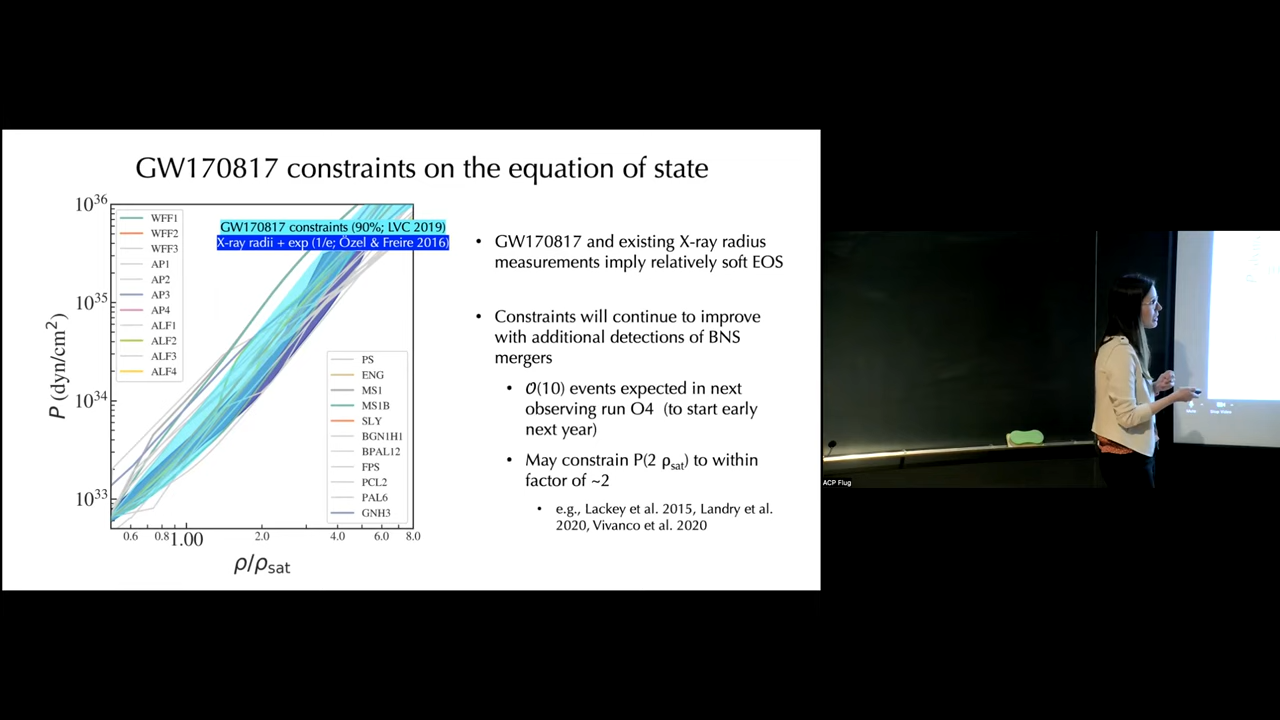 GW170817 constraints on the equation of state
10³⁶
10³⁵
10³⁴
10³³
P (dyn/cm²)
WFF1
WFF2
WFF3
AP1
AP2
AP3
AP4
ALF1
ALF2
ALF3
ALF4
GW170817 constraints (90%; LVC 2019)
X-ray radii + exp (1/e; Özel & Freire 2016)
PS
ENG
MS1
MS1B
SLY
BGN1H1
BPAL12
FPS
PCL2
PAL6
GNH3
0.6 0.8 1.00 2.0 4.0 6.0 8.0
ρ/ρsat
• GW170817 and existing X-ray radius
measurements imply relatively soft EOS
• Constraints will continue to improve
with additional detections of BNS
mergers
• 𝒪(10) events expected in next
observing run O4 (to start early
next year)
• May constrain P(2 ρsat) to within
factor of ~2
• e.g., Lackey et al. 2015, Landry et al.
2020, Vivanco et al. 2020
Stop Video
ACP Flug